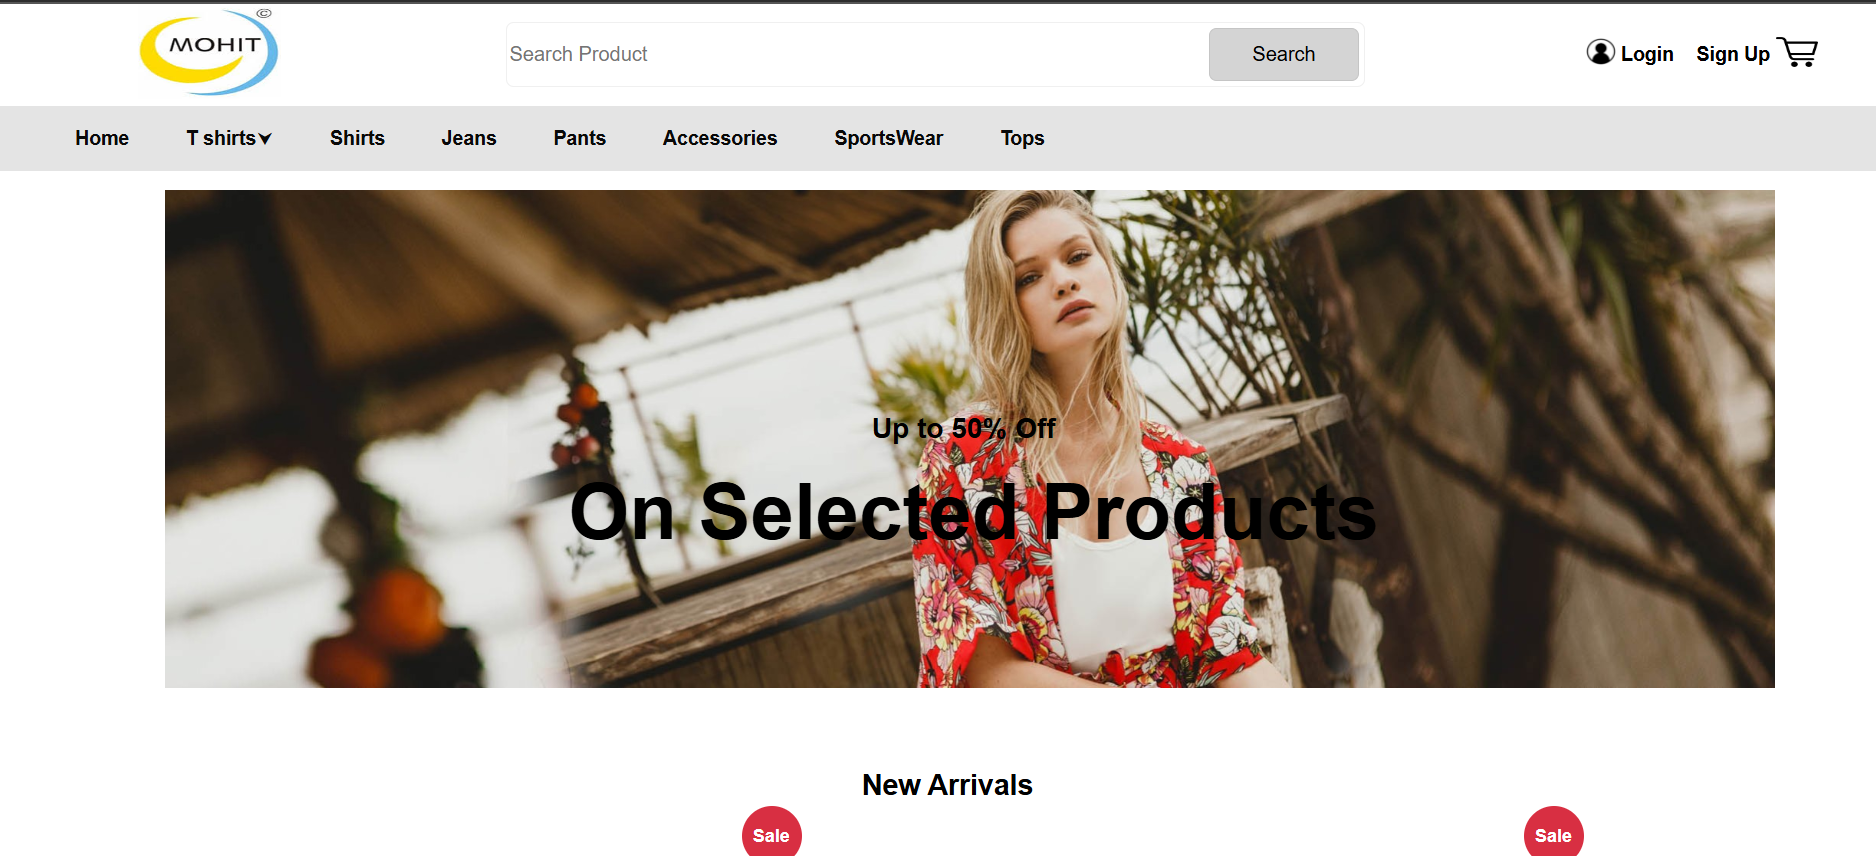 ©
MOHIT
Search Product
Search
Login
Sign Up
Home
T shirts
Shirts
Jeans
Pants
Accessories
SportsWear
Tops
Up to 50% Off
On Selected Products
New Arrivals
Sale
Sale